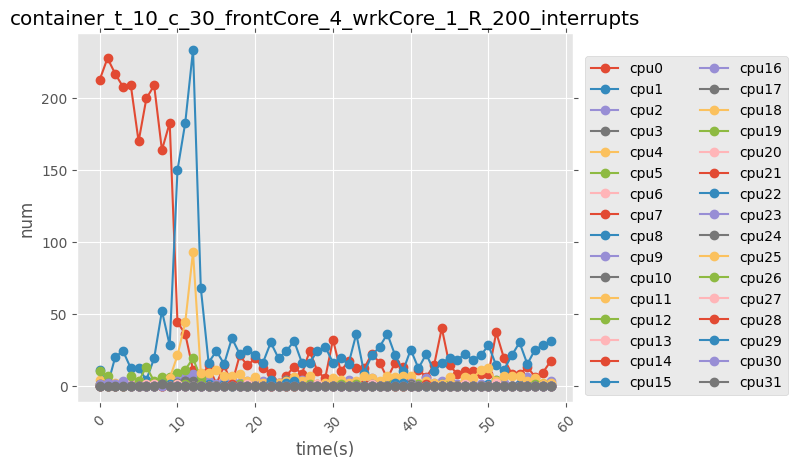 container_t_10_c_30_frontCore_4_wrkCore_1_R_200_interrupts
num
200
150
100
50
0
0
10
20
30
40
50
60
time(s)
cpu0
cpu1
cpu2
cpu3
cpu4
cpu5
cpu6
cpu7
cpu8
cpu9
cpu10
cpu11
cpu12
cpu13
cpu14
cpu15
cpu16
cpu17
cpu18
cpu19
cpu20
cpu21
cpu22
cpu23
cpu24
cpu25
cpu26
cpu27
cpu28
cpu29
cpu30
cpu31